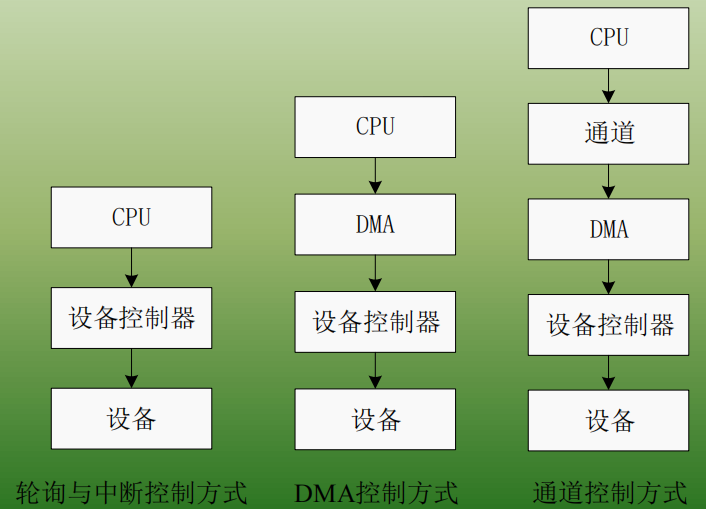 CPU
设备控制器
设备
轮询与中断控制方式
CPU
DMA
设备控制器
设备
DMA控制方式
CPU
通道
DMA
设备控制器
设备
通道控制方式